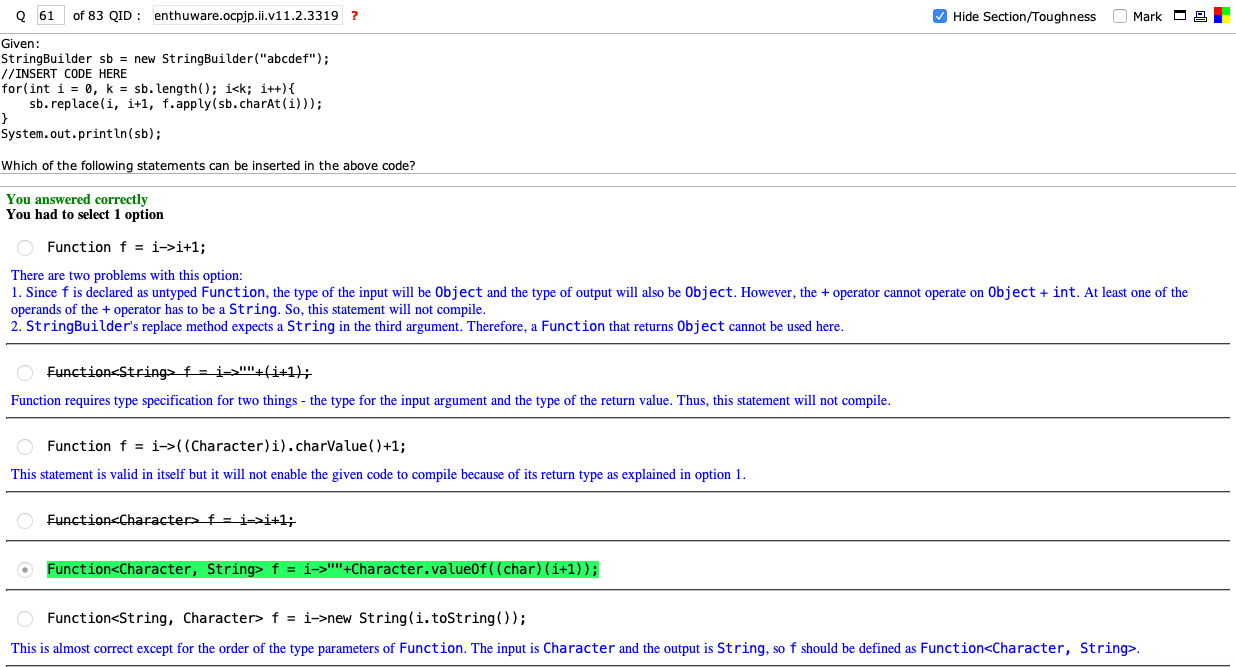 Q 61 of 83 QID : enthuware.ocpjp.ii.v11.2.3319 ? Hide Section/Toughness Mark
Given:
StringBuilder sb = new StringBuilder("abcdef");
//INSERT CODE HERE
for(int i = 0, k = sb.length(); i<k; i++){
    sb.replace(i, i+1, f.apply(sb.charAt(i)));
}
System.out.println(sb);
Which of the following statements can be inserted in the above code?
You answered correctly
You had to select 1 option
Function f = i->i+1;
There are two problems with this option:
1. Since f is declared as untyped Function, the type of the input will be Object and the type of output will also be Object. However, the + operator cannot operate on Object + int. At least one of the
operands of the + operator has to be a String. So, this statement will not compile.
2. StringBuilder's replace method expects a String in the third argument. Therefore, a Function that returns Object cannot be used here.
Function<String> f = i->""+(i+1);
Function requires type specification for two things - the type for the input argument and the type of the return value. Thus, this statement will not compile.
Function f = i->((Character)i).charValue()+1;
This statement is valid in itself but it will not enable the given code to compile because of its return type as explained in option 1.
Function<Character> f = i->i+1;
Function<Character, String> f = i->""+Character.valueOf((char)(i+1));
Function<String, Character> f = i->new String(i.toString());
This is almost correct except for the order of the type parameters of Function. The input is Character and the output is String, so f should be defined as Function<Character, String>.